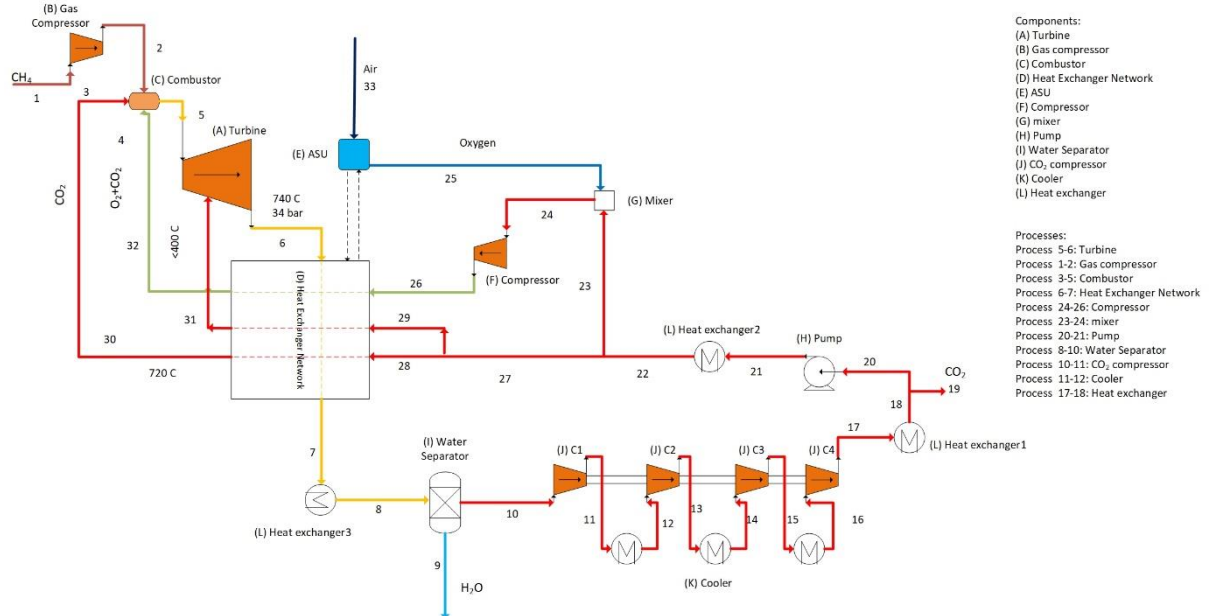 (B) Gas
Compressor
2
CH₄
1
3
(C) Combustor
5
4
(A) Turbine
Air
33
(E) ASU
Oxygen
25
(G) Mixer
24
CO₂
O₂+CO₂
<400 C
740 C
34 bar
6
32
(F) Compressor
26
23
(D) Heat Exchanger Network
31
29
30
28
720 C
27
(L) Heat exchanger2
22
(H) Pump
21
20
CO₂
19
18
17
(L) Heat exchanger1
7
(I) Water
Separator
(L) Heat exchanger3
8
10
9
H₂O
(J) C1
(J) C2
(J) C3
(J) C4
11
12
13
14
15
16
(K) Cooler
Components:
(A) Turbine
(B) Gas compressor
(C) Combustor
(D) Heat Exchanger Network
(E) ASU
(F) Compressor
(G) mixer
(H) Pump
(I) Water Separator
(J) CO₂ compressor
(K) Cooler
(L) Heat exchanger
Processes:
Process 5-6: Turbine
Process 1-2: Gas compressor
Process 3-5: Combustor
Process 6-7: Heat Exchanger Network
Process 24-26: Compressor
Process 23-24: mixer
Process 20-21: Pump
Process 8-10: Water Separator
Process 10-11: CO₂ compressor
Process 11-12: Cooler
Process 17-18: Heat exchanger